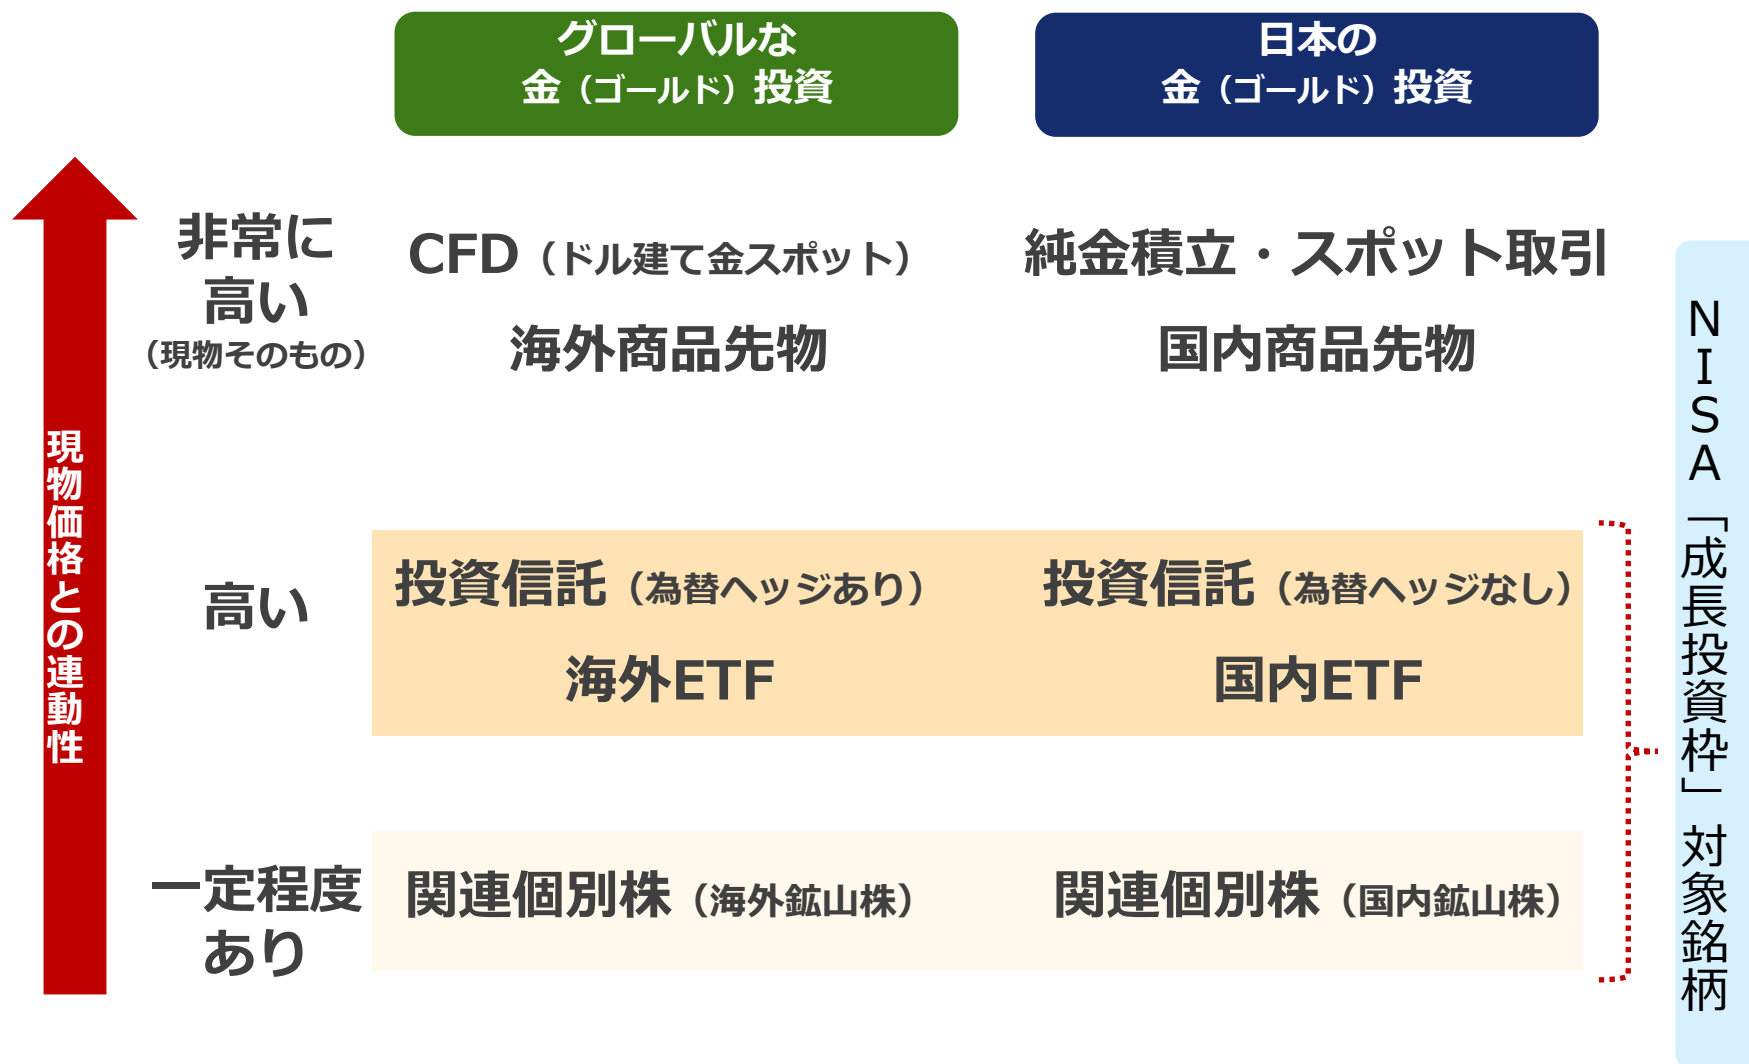 グローバルな
金（ゴールド）投資
日本の
金（ゴールド）投資
現物価格との連動性
非常に
高い
（現物そのもの）
CFD（ドル建て金スポット）
純金積立・スポット取引
海外商品先物
国内商品先物
高い
投資信託（為替ヘッジあり）
投資信託（為替ヘッジなし）
海外ETF
国内ETF
一定程度
あり
関連個別株（海外鉱山株）
関連個別株（国内鉱山株）
ＮＩＳＡ「成長投資枠」対象銘柄